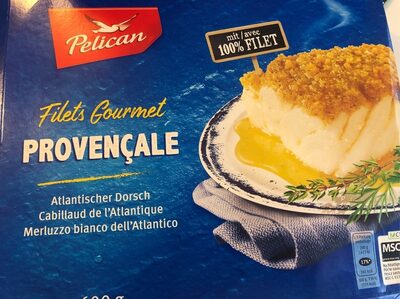 Pelican
mit / avec
100% FILET
Filets Gourmet
PROVENÇALE
Atlantischer Dorsch
Cabillaud de l'Atlantique
Merluzzo bianco dell'Atlantico
MSC